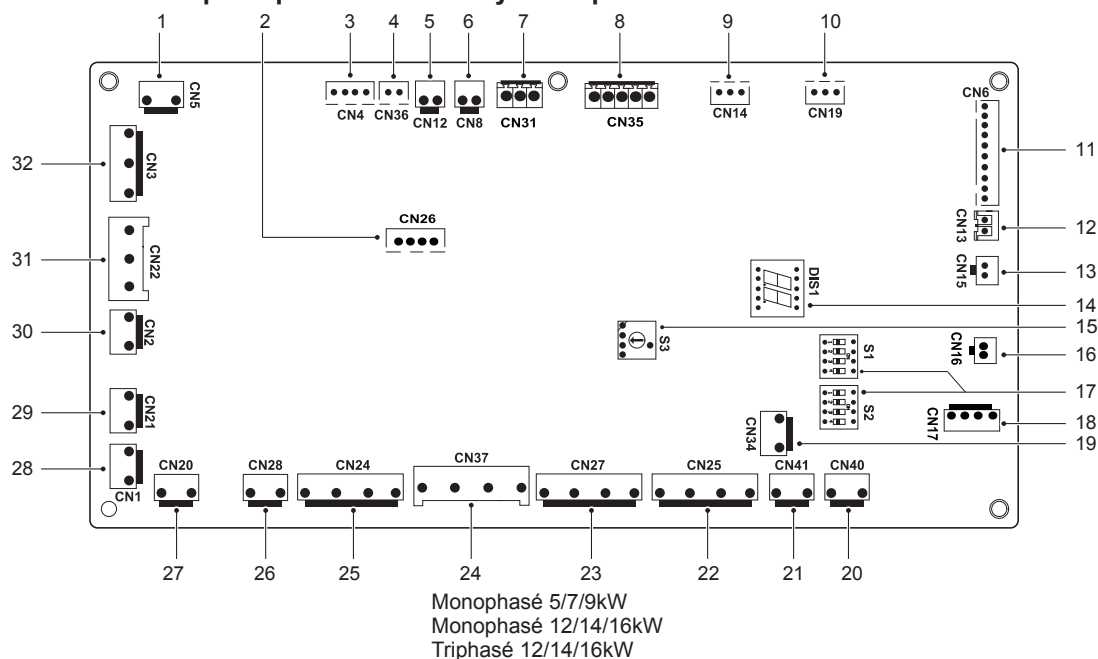 1 2 3 4 5 6 7 8 9 10
CN5 CN4 CN36 CN12 CN8 CN31 CN35 CN14 CN19 CN6
32 CN3 11
CN26
CN13 12
31 CN22 CN15 13
DIS1 14
30 CN2 S3 15
S1 CN16 16
17
29 CN21 S2 CN17 18
CN34 19
28 CN1 CN20 CN28 CN24 CN37 CN27 CN25 CN41 CN40
27 26 25 24 23 22 21 20
Monophasé 5/7/9kW
Monophasé 12/14/16kW
Triphasé 12/14/16kW